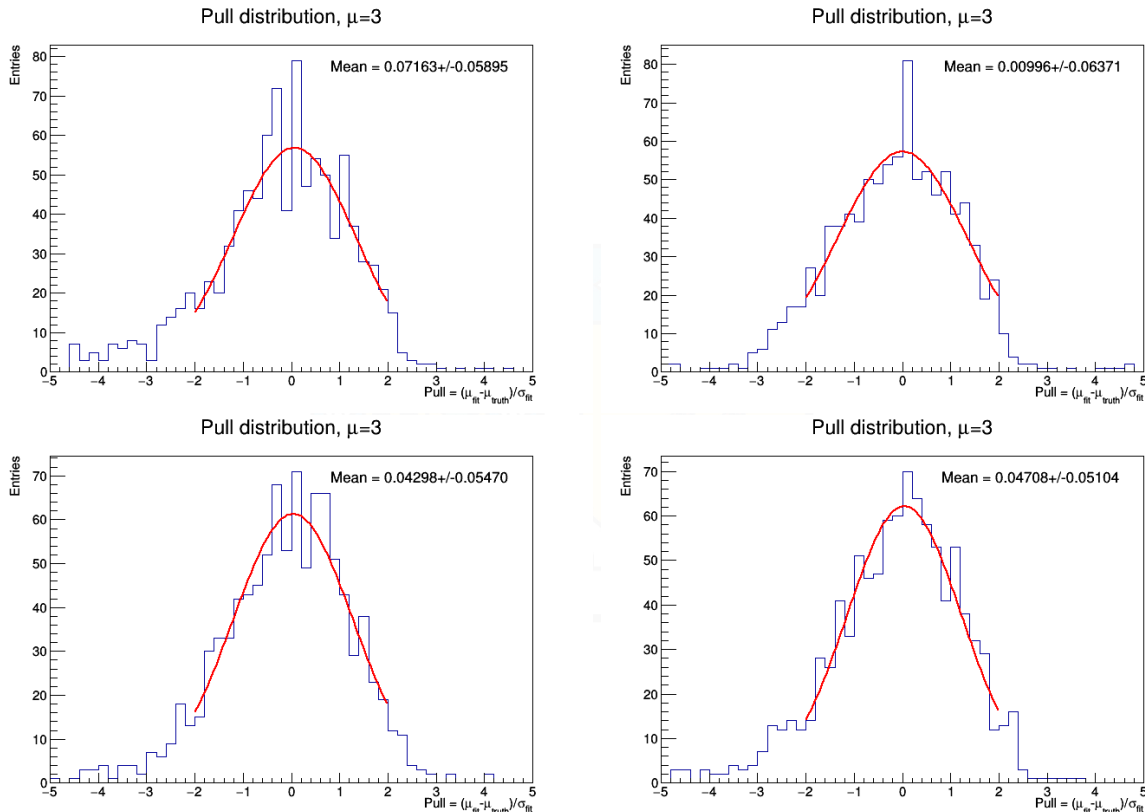 Pull distribution, μ=3
Entries
Mean = 0.07163+/-0.05895
80
70
60
50
40
30
20
10
0
−5 −4 −3 −2 −1 0 1 2 3 4 5
Pull = (μfit-μtruth)/σfit
Pull distribution, μ=3
Entries
Mean = 0.00996+/-0.06371
80
70
60
50
40
30
20
10
0
−5 −4 −3 −2 −1 0 1 2 3 4 5
Pull = (μfit-μtruth)/σfit
Pull distribution, μ=3
Entries
Mean = 0.04298+/-0.05470
70
60
50
40
30
20
10
0
−5 −4 −3 −2 −1 0 1 2 3 4 5
Pull = (μfit-μtruth)/σfit
Pull distribution, μ=3
Entries
Mean = 0.04708+/-0.05104
70
60
50
40
30
20
10
0
−5 −4 −3 −2 −1 0 1 2 3 4 5
Pull = (μfit-μtruth)/σfit